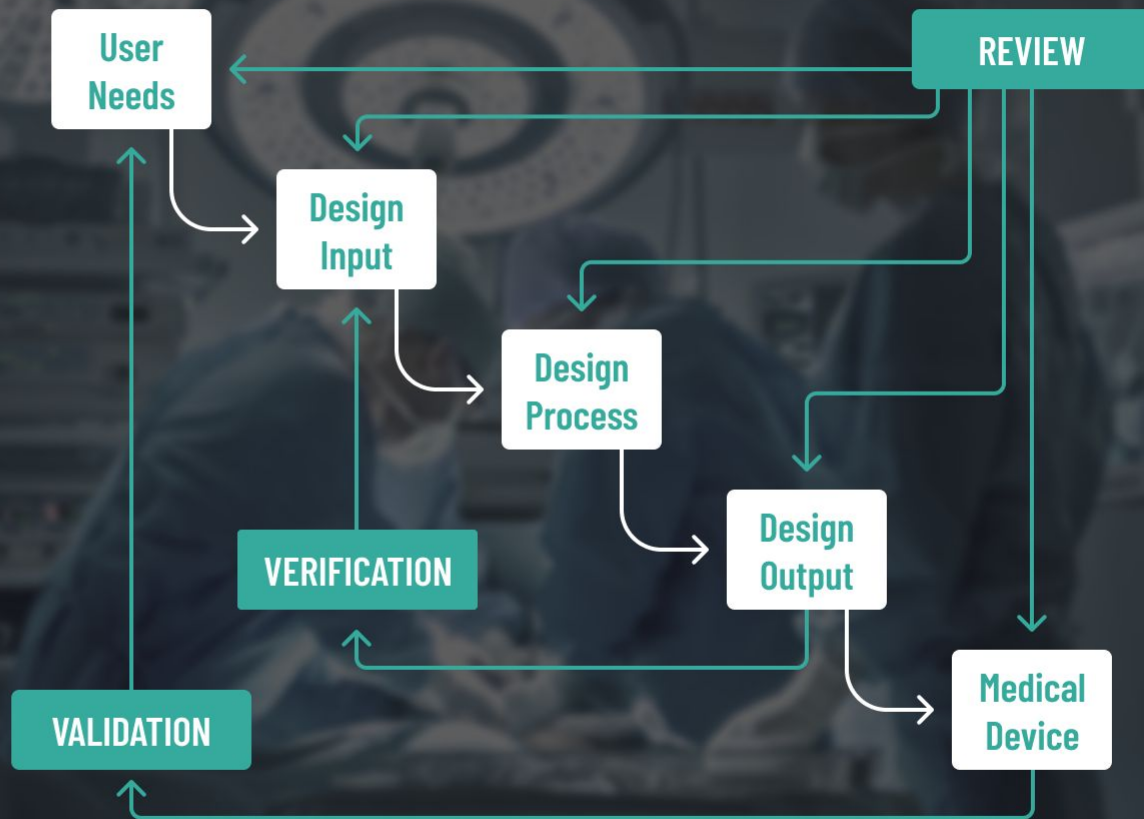 User
Needs
REVIEW
Design
Input
Design
Process
Design
Output
VERIFICATION
Medical
Device
VALIDATION